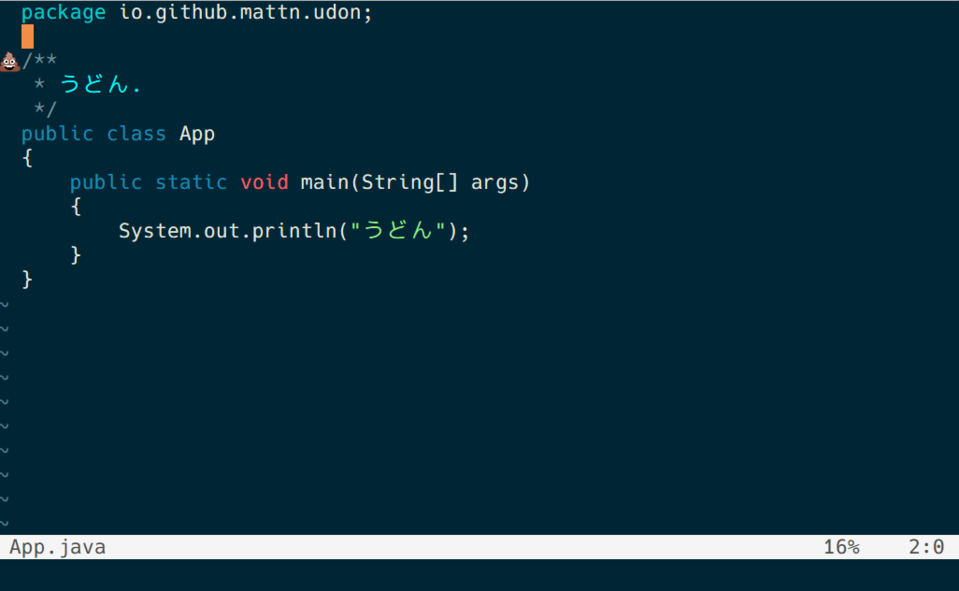 package io.github.mattn.udon;
💩/**
 * うどん.
 */
public class App
{
    public static void main(String[] args)
    {
        System.out.println("うどん");
    }
}
~
~
~
~
~
~
~
~
~
~
App.java 16% 2:0